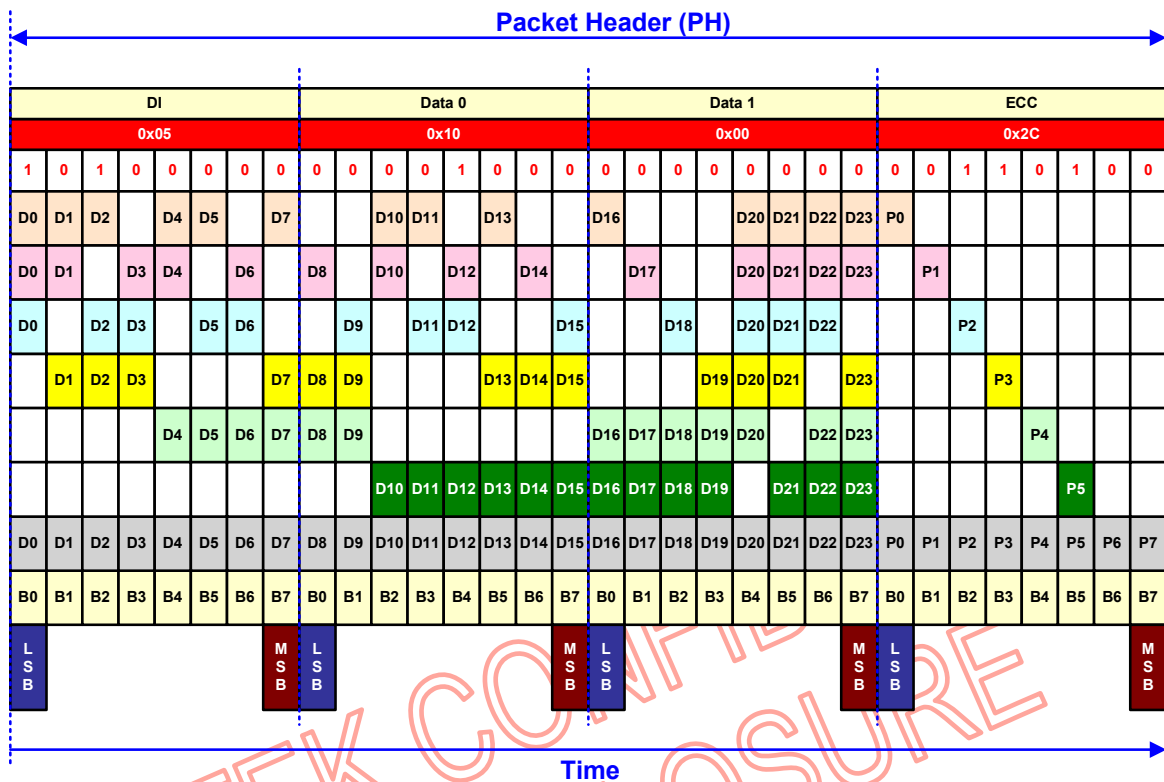 Packet Header (PH)
DI Data 0 Data 1 ECC
0x05 0x10 0x00 0x2C
1 0 1 0 0 0 0 0 0 0 0 0 1 0 0 0 0 0 0 0 0 0 0 0 0 0 1 1 0 1 0 0
D0 D1 D2 D4 D5 D7 D10 D11 D13 D16 D20 D21 D22 D23 P0
D0 D1 D3 D4 D6 D8 D10 D12 D14 D17 D20 D21 D22 D23 P1
D0 D2 D3 D5 D6 D9 D11 D12 D15 D18 D20 D21 D22 P2
D1 D2 D3 D7 D8 D9 D13 D14 D15 D19 D20 D21 D23 P3
D4 D5 D6 D7 D8 D9 D16 D17 D18 D19 D20 D22 D23 P4
D10 D11 D12 D13 D14 D15 D16 D17 D18 D19 D21 D22 D23 P5
D0 D1 D2 D3 D4 D5 D6 D7 D8 D9 D10 D11 D12 D13 D14 D15 D16 D17 D18 D19 D20 D21 D22 D23 P0 P1 P2 P3 P4 P5 P6 P7
B0 B1 B2 B3 B4 B5 B6 B7 B0 B1 B2 B3 B4 B5 B6 B7 B0 B1 B2 B3 B4 B5 B6 B7 B0 B1 B2 B3 B4 B5 B6 B7
LSB MSB LSB MSB LSB MSB LSB MSB
Time